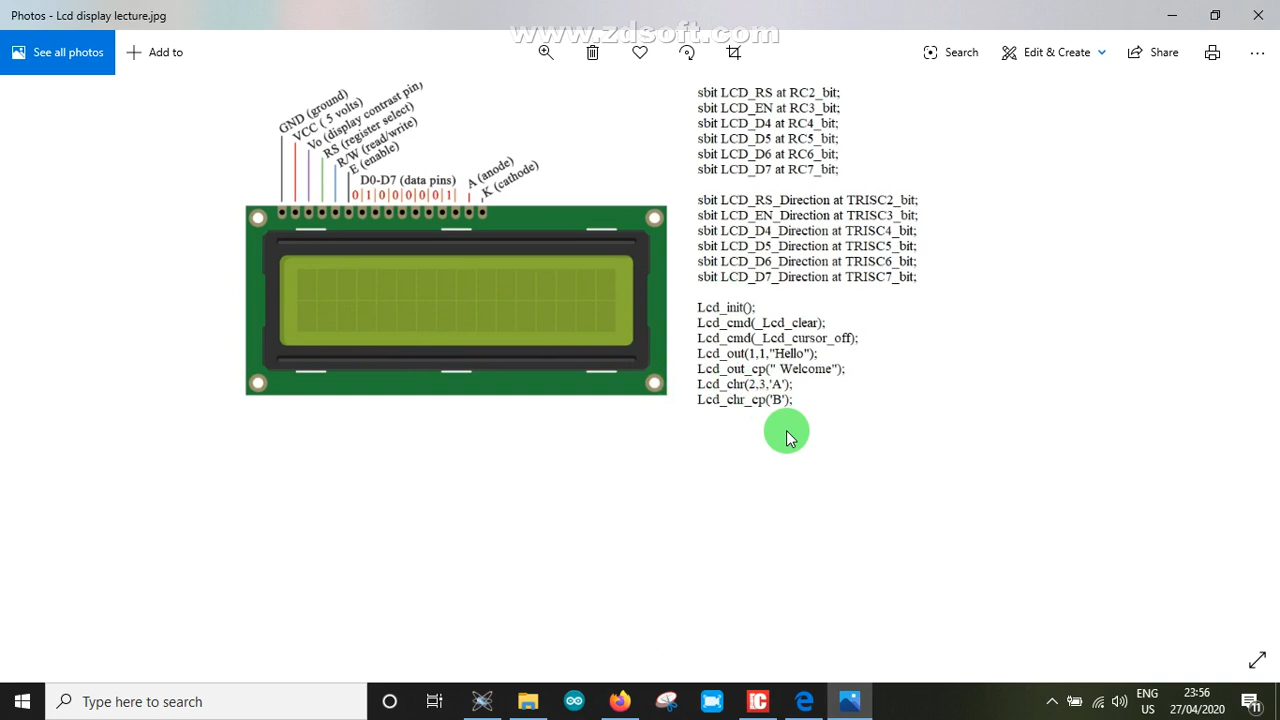 Photos - Lcd display lecture.jpg
www.zdsoft.com
See all photos
Add to
Search
Edit & Create
Share
GND (ground)
VCC ( 5 volts)
Vo (display contrast pin)
RS (register select)
R/W (read/write)
E (enable)
D0-D7 (data pins)
0 1 0 0 0 0 0 1
A (anode)
K (cathode)
sbit LCD_RS at RC2_bit;
sbit LCD_EN at RC3_bit;
sbit LCD_D4 at RC4_bit;
sbit LCD_D5 at RC5_bit;
sbit LCD_D6 at RC6_bit;
sbit LCD_D7 at RC7_bit;
sbit LCD_RS_Direction at TRISC2_bit;
sbit LCD_EN_Direction at TRISC3_bit;
sbit LCD_D4_Direction at TRISC4_bit;
sbit LCD_D5_Direction at TRISC5_bit;
sbit LCD_D6_Direction at TRISC6_bit;
sbit LCD_D7_Direction at TRISC7_bit;
Lcd_init();
Lcd_cmd(_Lcd_clear);
Lcd_cmd(_Lcd_cursor_off);
Lcd_out(1,1,"Hello");
Lcd_out_cp(" Welcome");
Lcd_chr(2,3,'A');
Lcd_chr_cp('B');
Type here to search
iC
ENG
US
23:56
27/04/2020
11